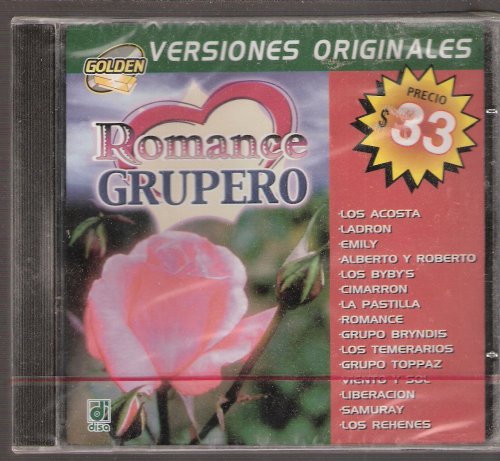 GOLDEN
VERSIONES ORIGINALES
PRECIO
$33
Romance
GRUPERO
·LOS ACOSTA
·LADRON
·EMILY
·ALBERTO Y ROBERTO
·LOS BYBY'S
·CIMARRON
·LA PASTILLA
·ROMANCE
·GRUPO BRYNDIS
·LOS TEMERARIOS
·GRUPO TOPPAZ
·VIENTO Y SOL
·LIBERACION
·SAMURAY
·LOS REHENES
disa